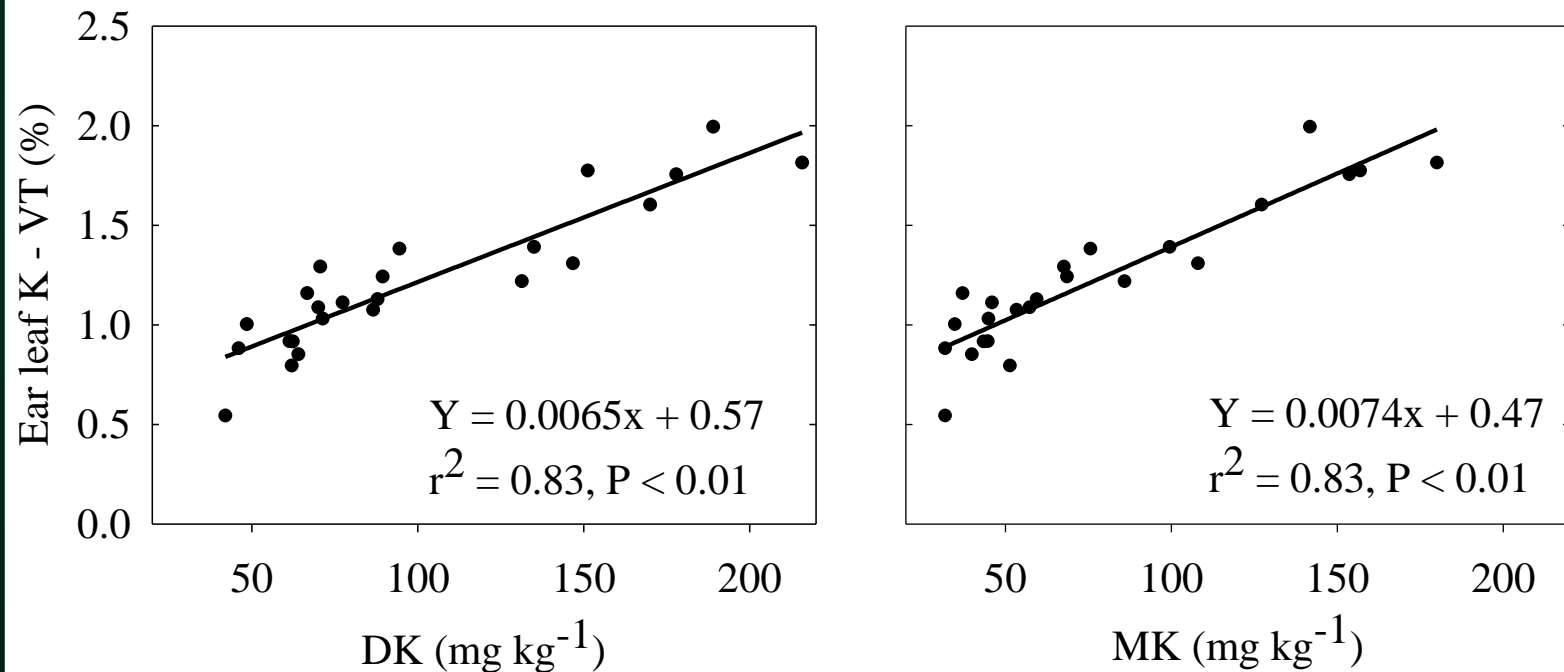 Ear leaf K - VT (%)
2.5
2.0
1.5
1.0
0.5
0.0
Y = 0.0065x + 0.57
r² = 0.83, P < 0.01
50 100 150 200
DK (mg kg⁻¹)
Y = 0.0074x + 0.47
r² = 0.83, P < 0.01
50 100 150 200
MK (mg kg⁻¹)